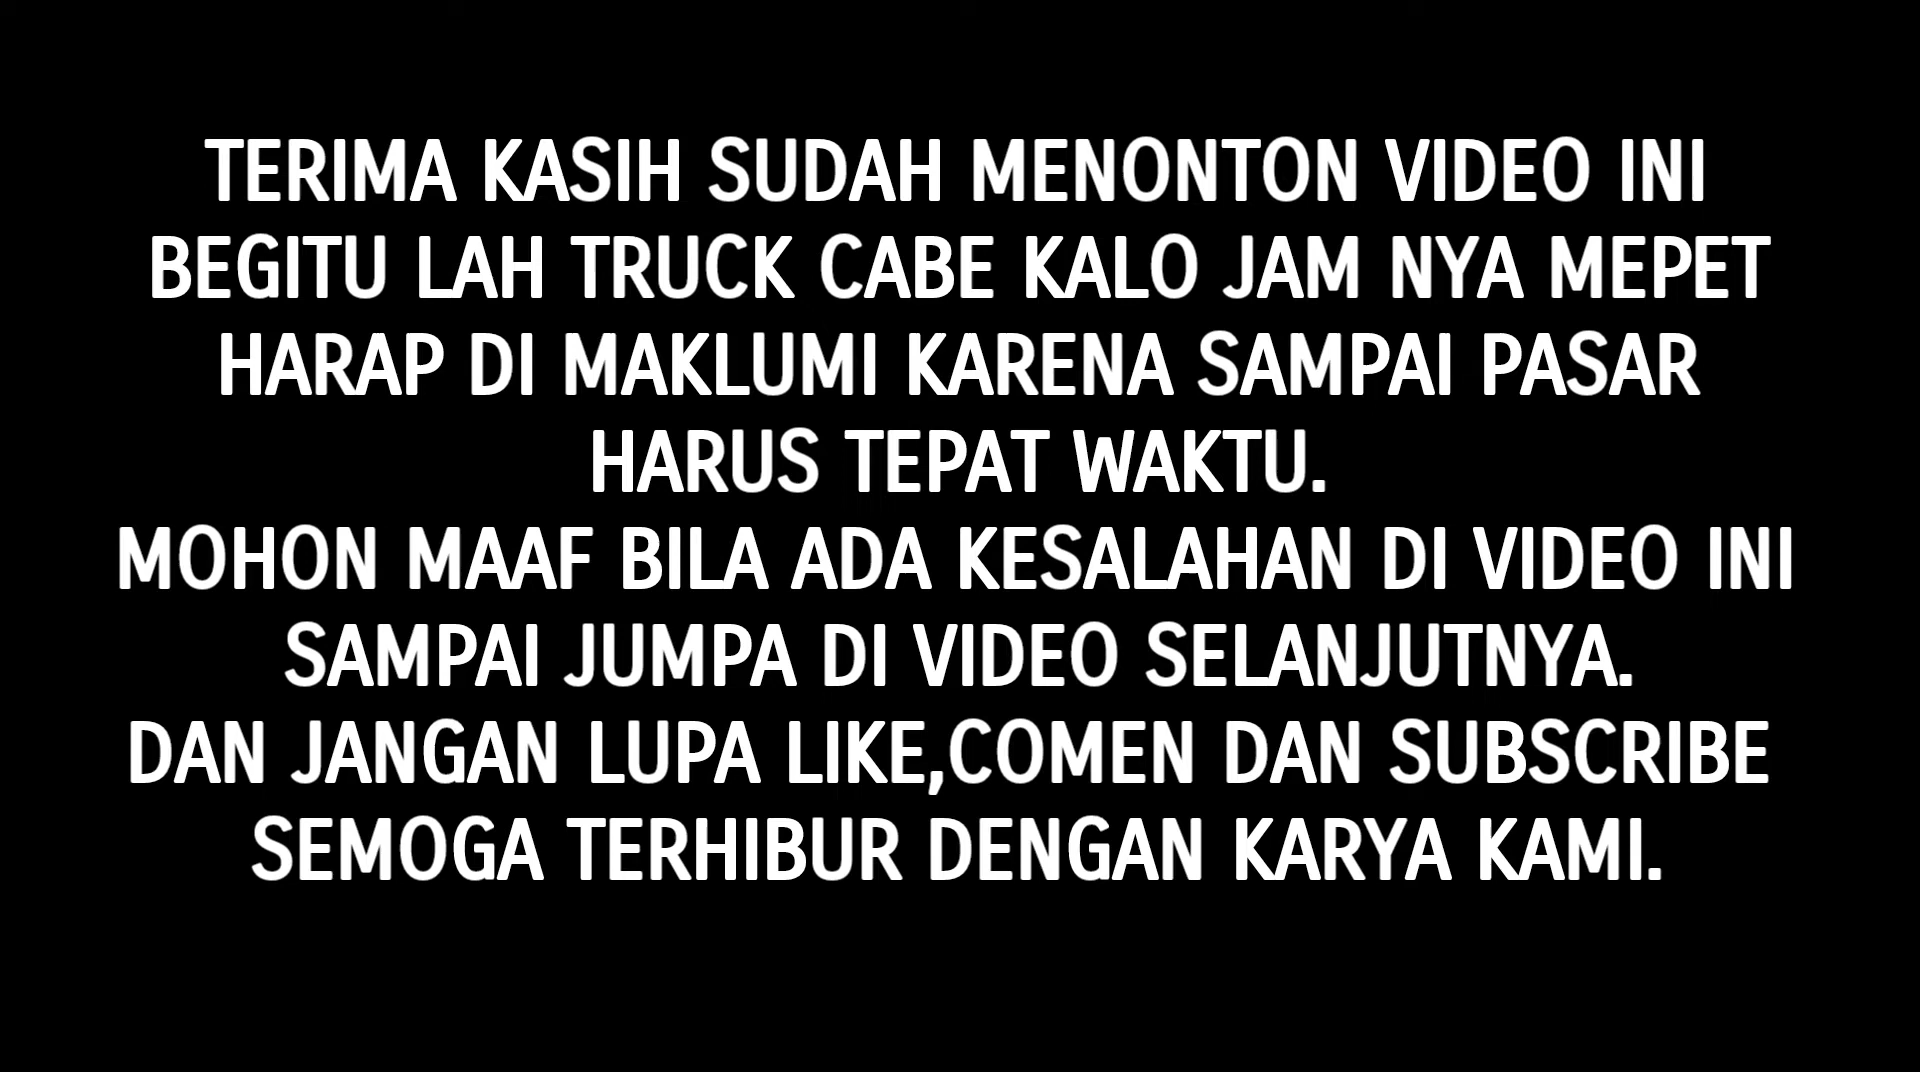 TERIMA KASIH SUDAH MENONTON VIDEO INI
BEGITU LAH TRUCK CABE KALO JAM NYA MEPET
HARAP DI MAKLUMI KARENA SAMPAI PASAR
HARUS TEPAT WAKTU.
MOHON MAAF BILA ADA KESALAHAN DI VIDEO INI
SAMPAI JUMPA DI VIDEO SELANJUTNYA.
DAN JANGAN LUPA LIKE,COMEN DAN SUBSCRIBE
SEMOGA TERHIBUR DENGAN KARYA KAMI.